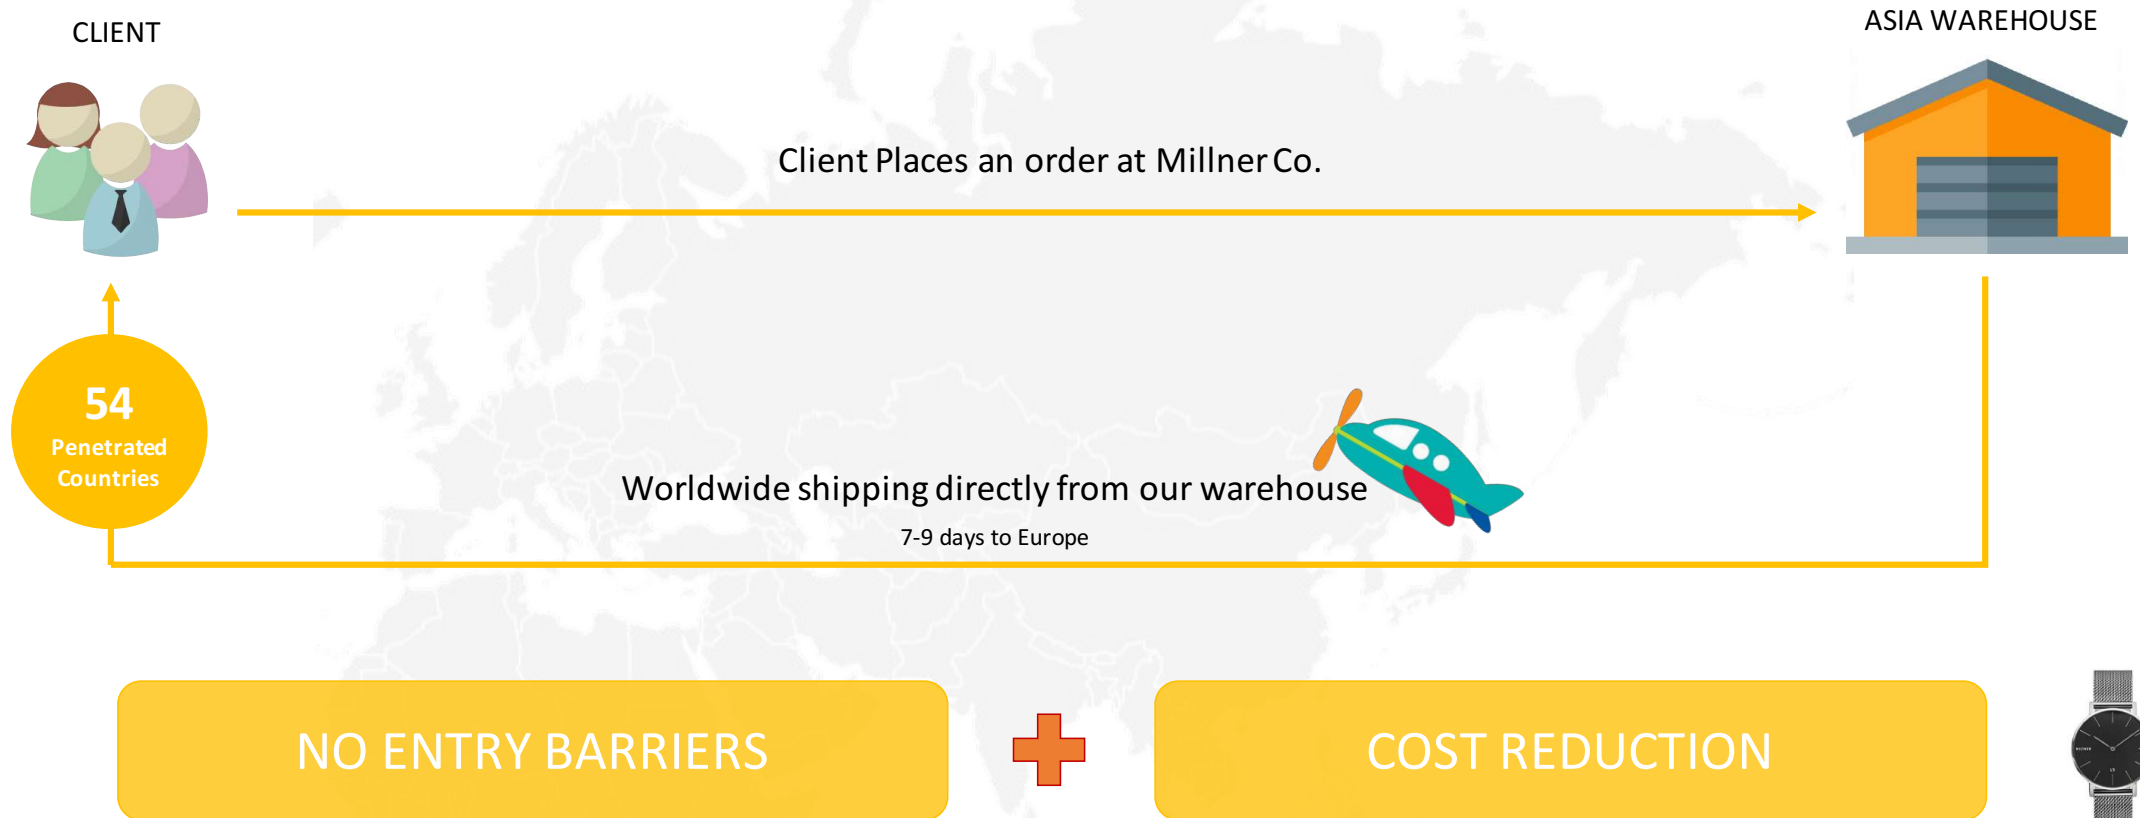 CLIENT
ASIA WAREHOUSE
Client Places an order at Millner Co.
54
Penetrated
Countries
Worldwide shipping directly from our warehouse
7-9 days to Europe
NO ENTRY BARRIERS
COST REDUCTION